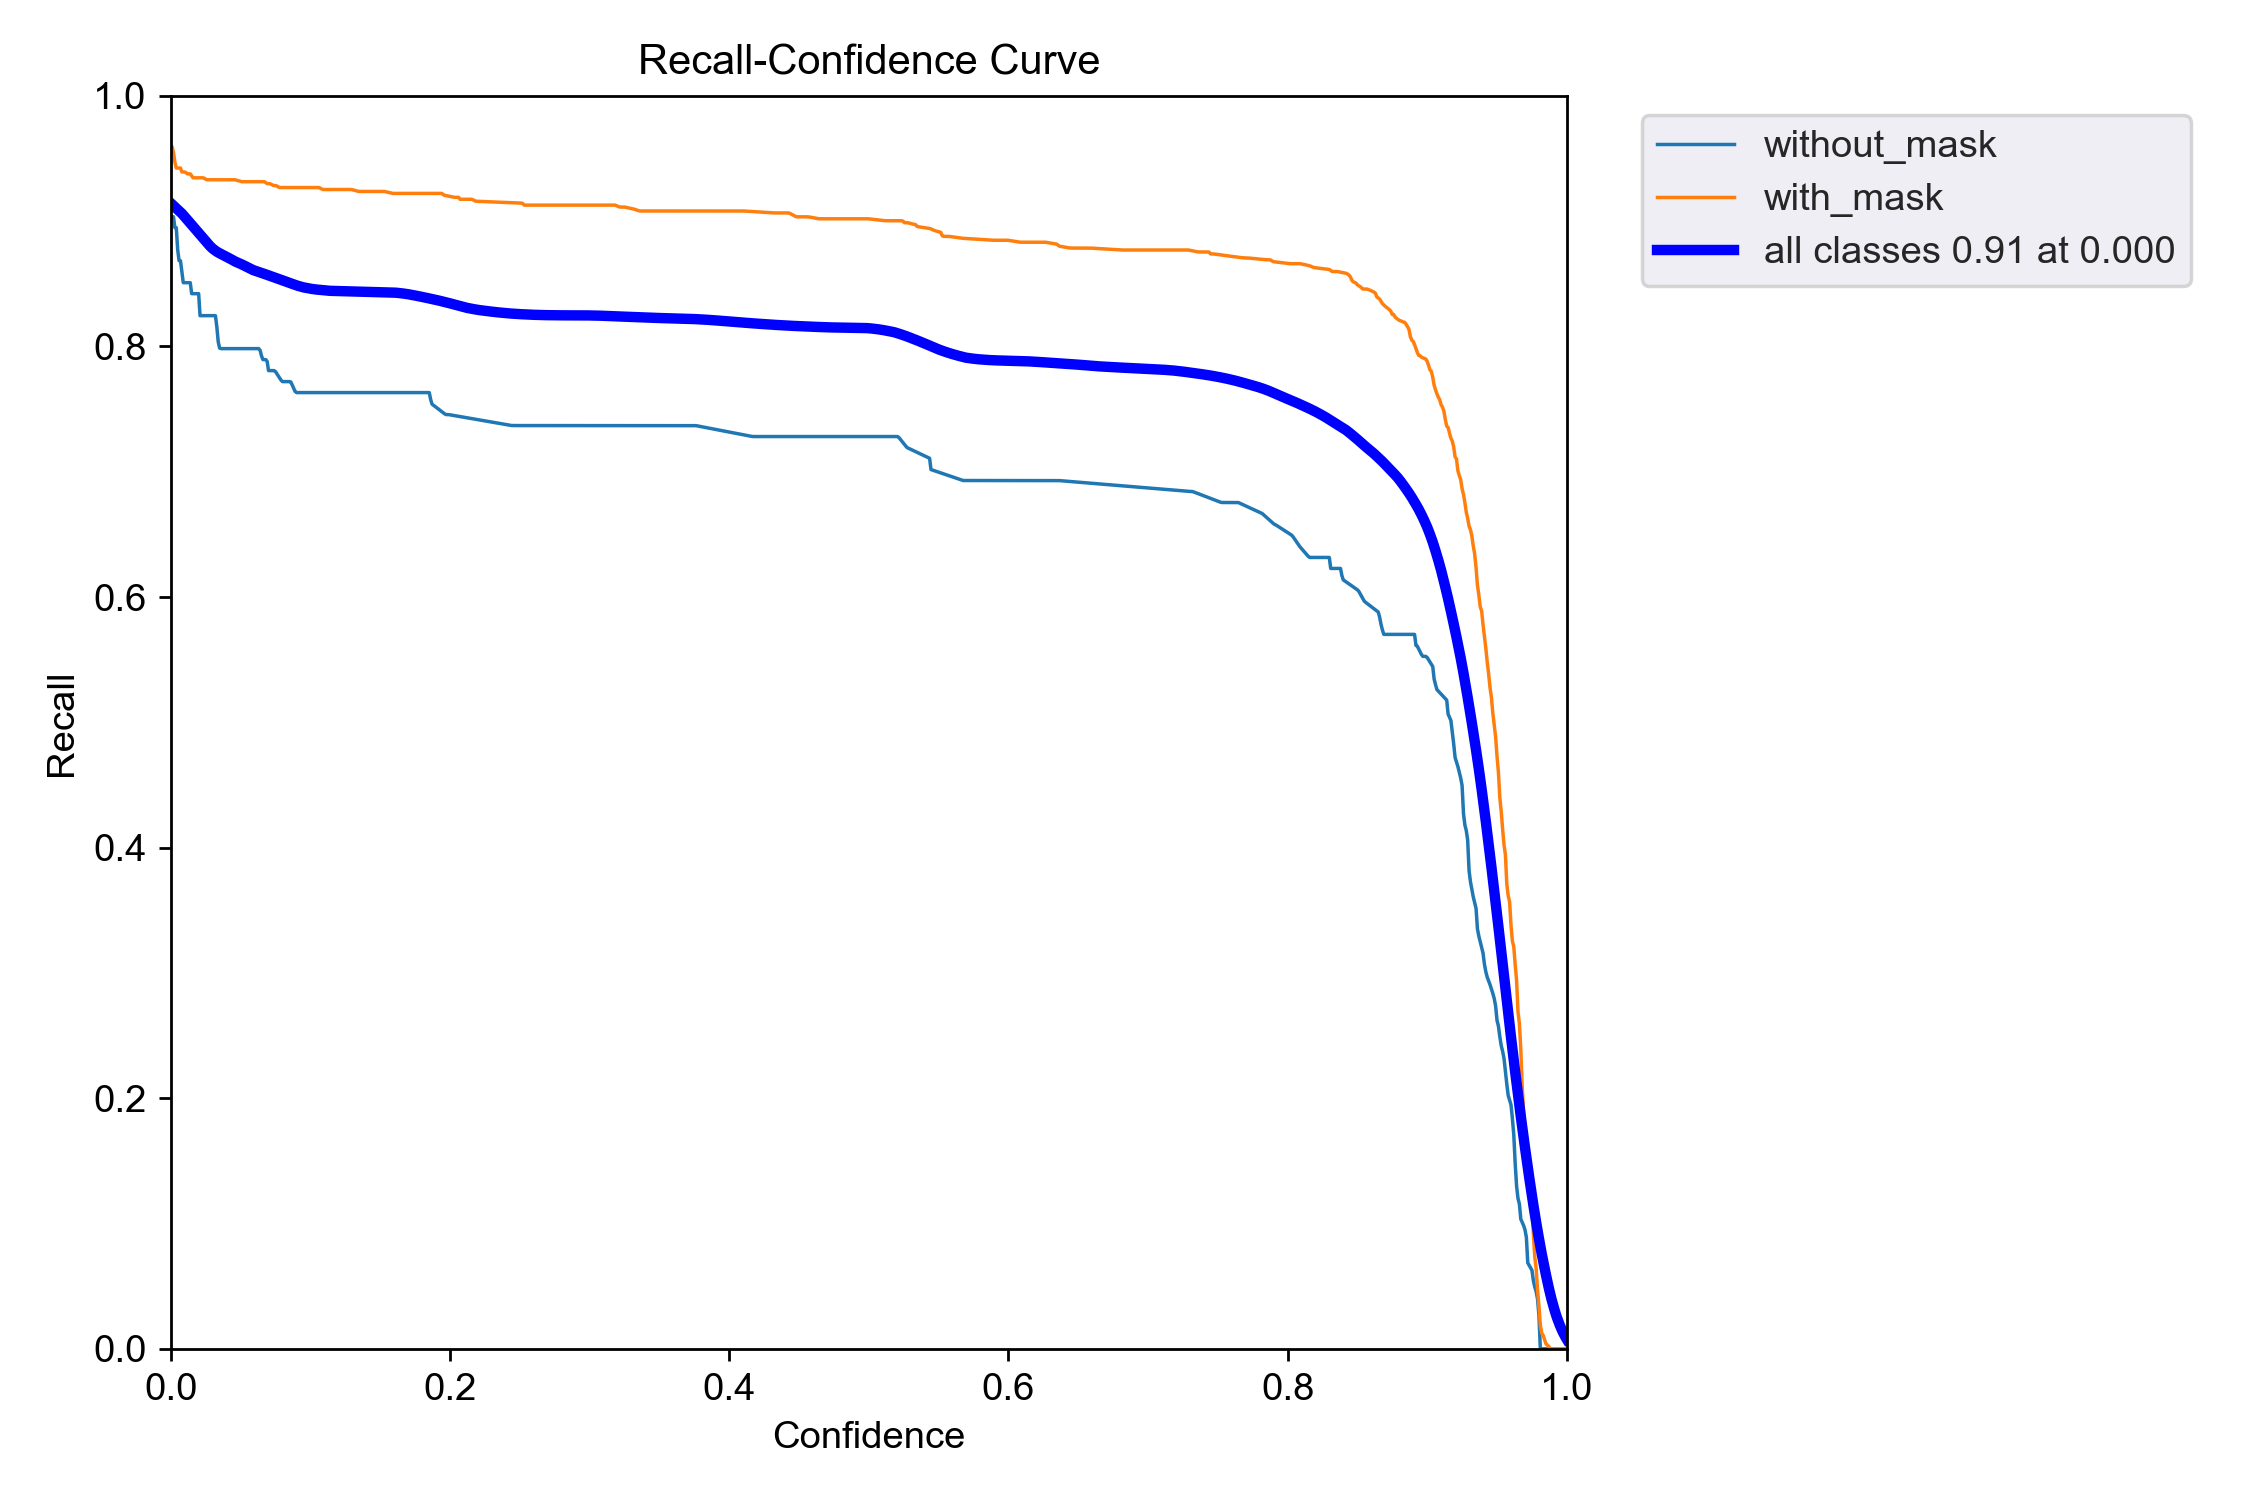 Recall-Confidence Curve
1.0
0.8
0.6
0.4
0.2
0.0
Recall
0.0 0.2 0.4 0.6 0.8 1.0
Confidence
without_mask
with_mask
all classes 0.91 at 0.000